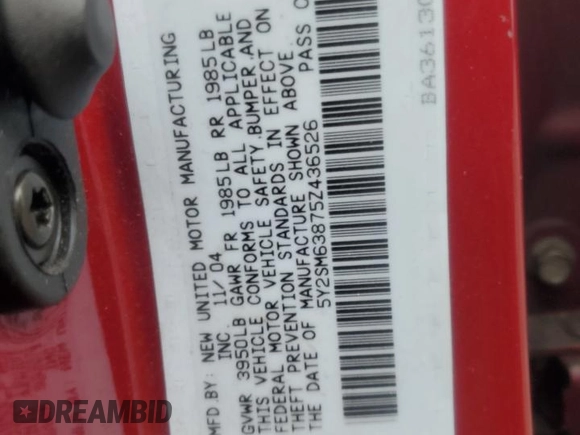 MFD.BY: NEW UNITED MOTOR MANUFACTURING
INC 11/04
GVWR 3950LB GAWR FR 1985LB RR 1985LB
THIS VEHICLE CONFORMS TO ALL APPLICABLE
FEDERAL MOTOR VEHICLE SAFETY,BUMPER,AND
THEFT PREVENTION STANDARDS IN EFFECT ON
THE DATE OF MANUFACTURE SHOWN ABOVE
5Y2SM63875Z436526 PASS
BA3613
DREAMBID